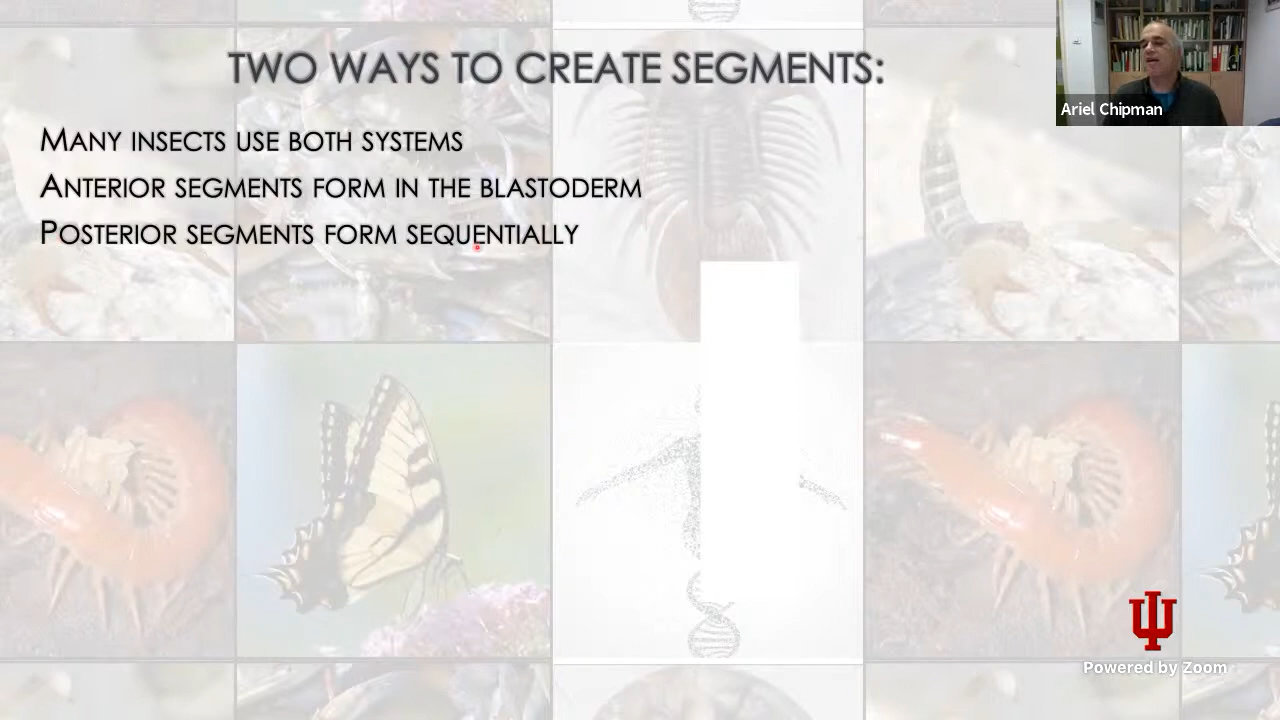 TWO WAYS TO CREATE SEGMENTS:
MANY INSECTS USE BOTH SYSTEMS
ANTERIOR SEGMENTS FORM IN THE BLASTODERM
POSTERIOR SEGMENTS FORM SEQUENTIALLY
Ariel Chipman
Powered by Zoom